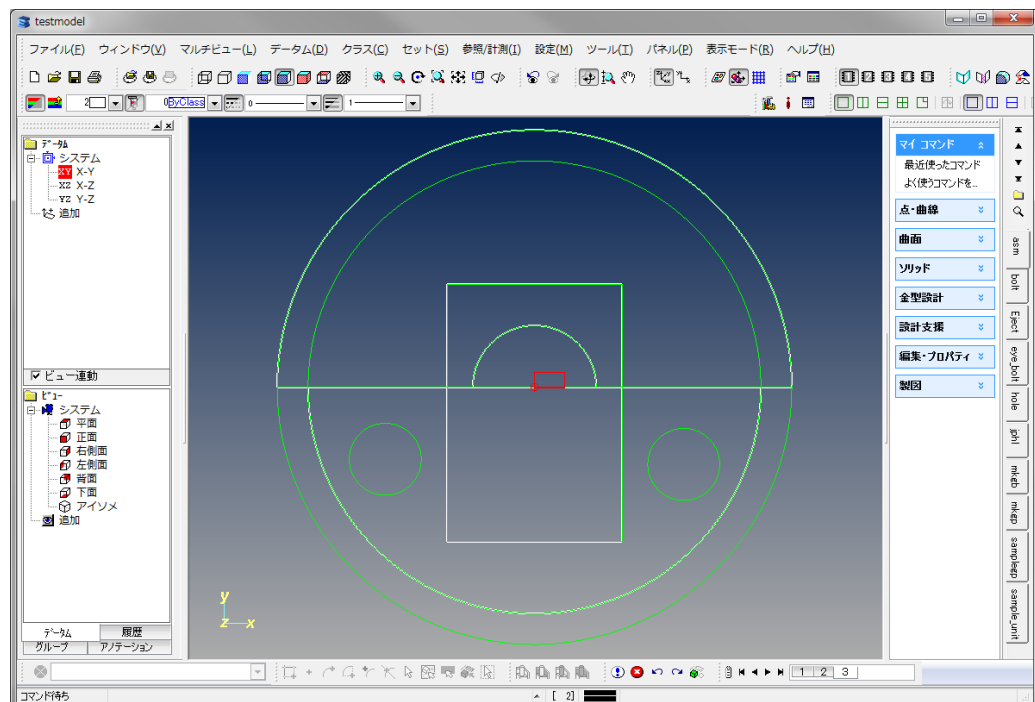 testmodel
ファイル(F) ウィンドウ(V) マルチビュー(L) データム(D) クラス(C) セット(S) 参照/計測(I) 設定(M) ツール(T) パネル(P) 表示モード(R) ヘルプ(H)
2 0ByClass 0 1
データム
システム
XY X-Y
XZ X-Z
YZ Y-Z
追加
ビュー連動
ビュー
システム
平面
正面
右側面
左側面
背面
下面
アイソメ
追加
データム 履歴
グループ アノテーション
y
z x
マイ コマンド
最近使ったコマンド
よく使うコマンドを...
点・曲線
曲面
ソリッド
金型設計
設計支援
編集・プロパティ
製図
asm
bolt
Eject
eye_bolt
hole
jphl
mkeb
mkep
sampleep
sample_unit
1 2 3
コマンド待ち [ 2]